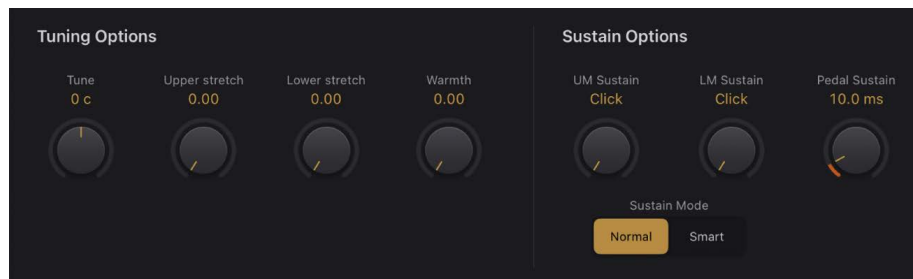 Tuning Options
Tune
0 c
Upper stretch
0.00
Lower stretch
0.00
Warmth
0.00
Sustain Options
UM Sustain
Click
LM Sustain
Click
Pedal Sustain
10.0 ms
Sustain Mode
Normal
Smart